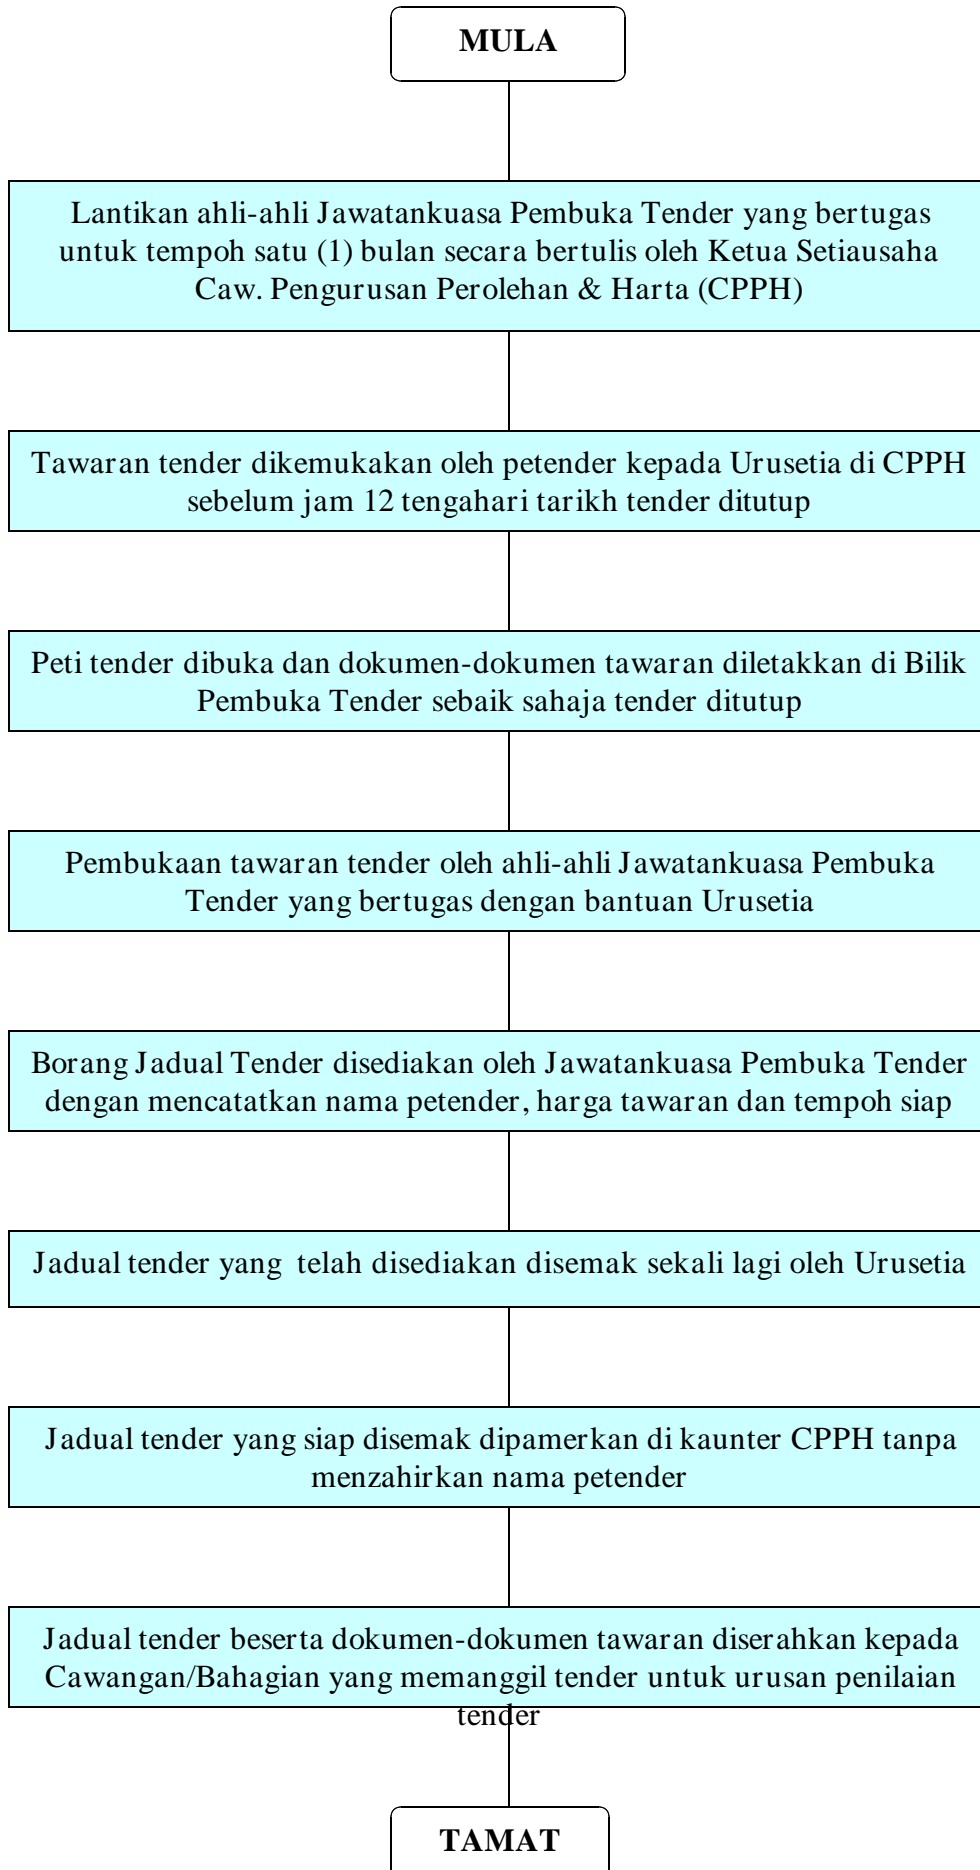 MULA
Lantikan ahli-ahli Jawatankuasa Pembuka Tender yang bertugas
untuk tempoh satu (1) bulan secara bertulis oleh Ketua Setiausaha
Caw. Pengurusan Perolehan & Harta (CPPH)
Tawaran tender dikemukakan oleh petender kepada Urusetia di CPPH
sebelum jam 12 tengahari tarikh tender ditutup
Peti tender dibuka dan dokumen-dokumen tawaran diletakkan di Bilik
Pembuka Tender sebaik sahaja tender ditutup
Pembukaan tawaran tender oleh ahli-ahli Jawatankuasa Pembuka
Tender yang bertugas dengan bantuan Urusetia
Borang Jadual Tender disediakan oleh Jawatankuasa Pembuka Tender
dengan mencatatkan nama petender, harga tawaran dan tempoh siap
Jadual tender yang telah disediakan disemak sekali lagi oleh Urusetia
Jadual tender yang siap disemak dipamerkan di kaunter CPPH tanpa
menzahirkan nama petender
Jadual tender beserta dokumen-dokumen tawaran diserahkan kepada
Cawangan/Bahagian yang memanggil tender untuk urusan penilaian
tender
TAMAT